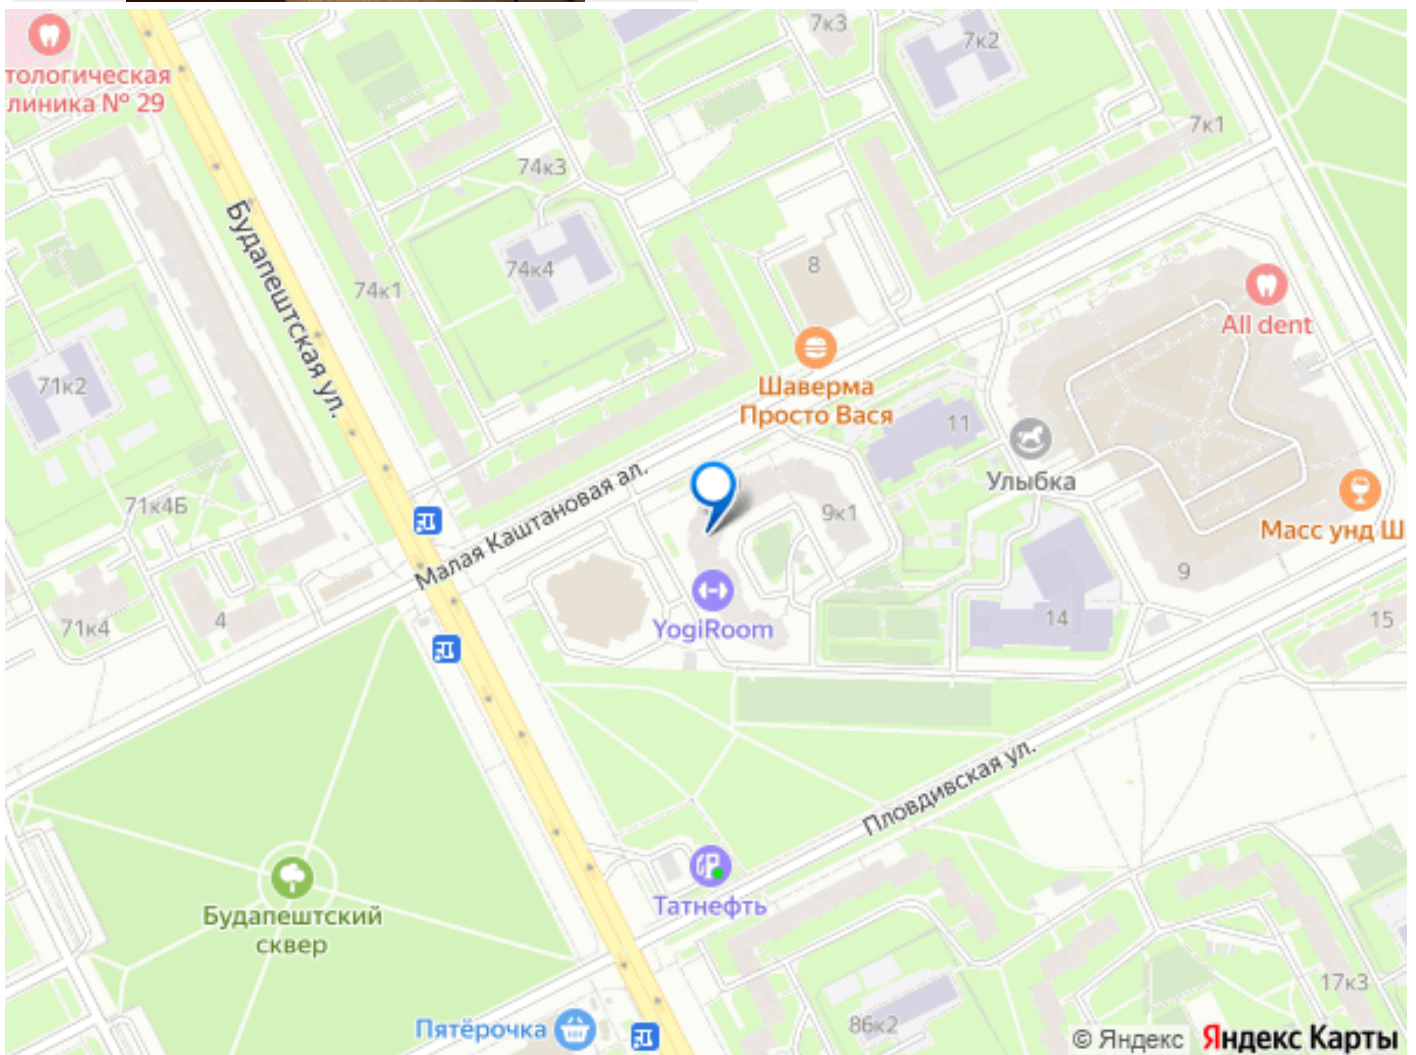 7к3
7к2
тологическая
линика № 29
7к1
74к3
Будапештская ул.
74к4
8
74к1
All dent
71к2
Шаверма
Просто Вася
11
Улыбка
Малая Каштановая ал.
71к4Б
9к1
Масс унд Ш
9
YogiRoom
14
15
71к4
4
Пловдивская ул.
Татнефть
Будапештский
сквер
17к3
86к2
Пятёрочка
© Яндекс Яндекс Карты